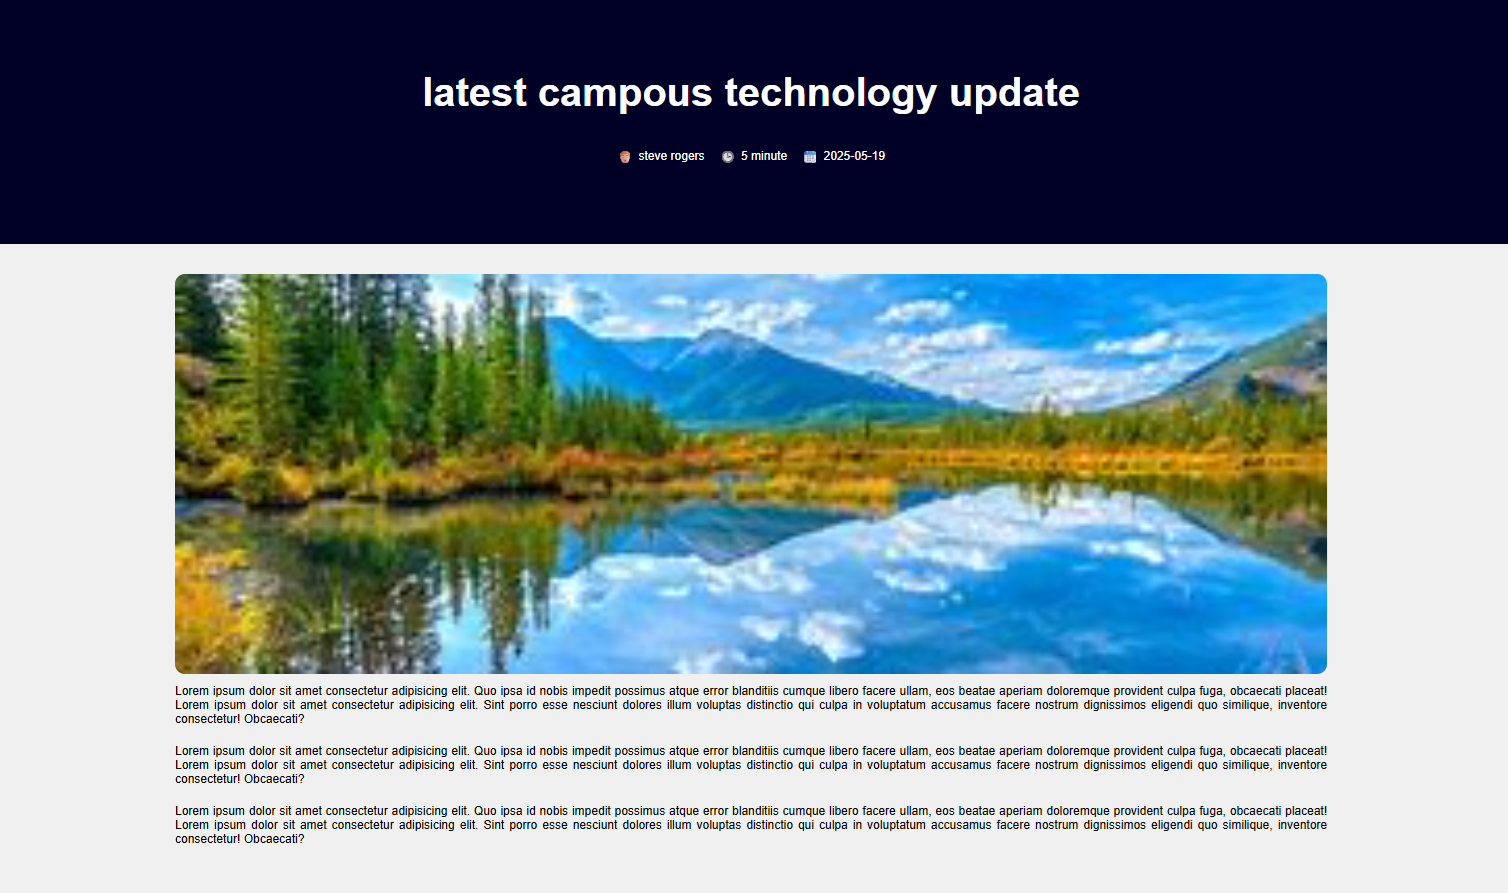 latest campous technology update
steve rogers 5 minute 2025-05-19
Lorem ipsum dolor sit amet consectetur adipisicing elit. Quo ipsa id nobis impedit possimus atque error blanditiis cumque libero facere ullam, eos beatae aperiam doloremque provident culpa fuga, obcaecati placeat!
Lorem ipsum dolor sit amet consectetur adipisicing elit. Sint porro esse nesciunt dolores illum voluptas distinctio qui culpa in voluptatum accusamus facere nostrum dignissimos eligendi quo similique, inventore
consectetur! Obcaecati?
Lorem ipsum dolor sit amet consectetur adipisicing elit. Quo ipsa id nobis impedit possimus atque error blanditiis cumque libero facere ullam, eos beatae aperiam doloremque provident culpa fuga, obcaecati placeat!
Lorem ipsum dolor sit amet consectetur adipisicing elit. Sint porro esse nesciunt dolores illum voluptas distinctio qui culpa in voluptatum accusamus facere nostrum dignissimos eligendi quo similique, inventore
consectetur! Obcaecati?
Lorem ipsum dolor sit amet consectetur adipisicing elit. Quo ipsa id nobis impedit possimus atque error blanditiis cumque libero facere ullam, eos beatae aperiam doloremque provident culpa fuga, obcaecati placeat!
Lorem ipsum dolor sit amet consectetur adipisicing elit. Sint porro esse nesciunt dolores illum voluptas distinctio qui culpa in voluptatum accusamus facere nostrum dignissimos eligendi quo similique, inventore
consectetur! Obcaecati?